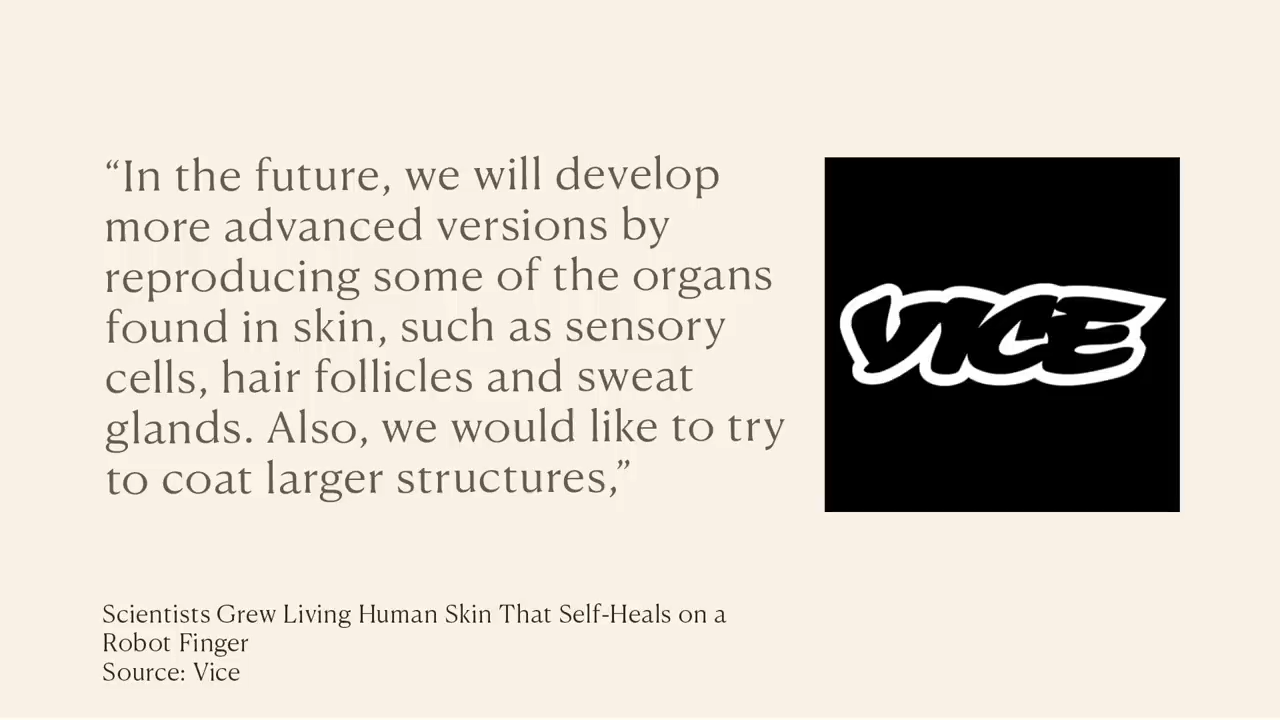 “In the future, we will develop
more advanced versions by
reproducing some of the organs
found in skin, such as sensory
cells, hair follicles and sweat
glands. Also, we would like to try
to coat larger structures,”
VICE
Scientists Grew Living Human Skin That Self-Heals on a
Robot Finger
Source: Vice